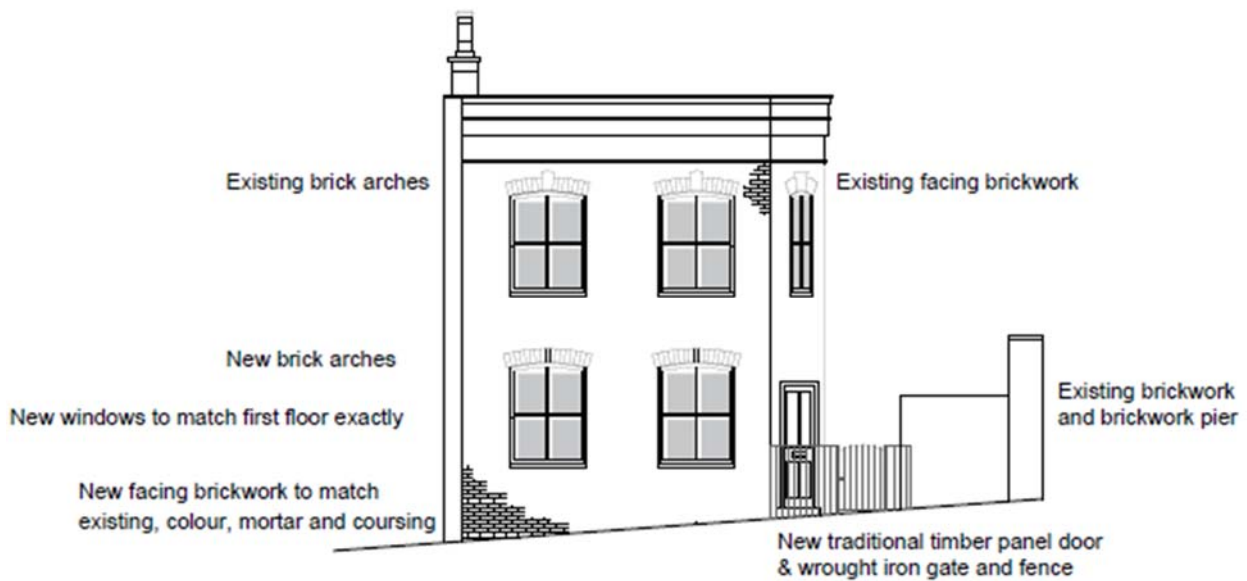 Existing brick arches
Existing facing brickwork
New brick arches
New windows to match first floor exactly
Existing brickwork
and brickwork pier
New facing brickwork to match
existing, colour, mortar and coursing
New traditional timber panel door
& wrought iron gate and fence